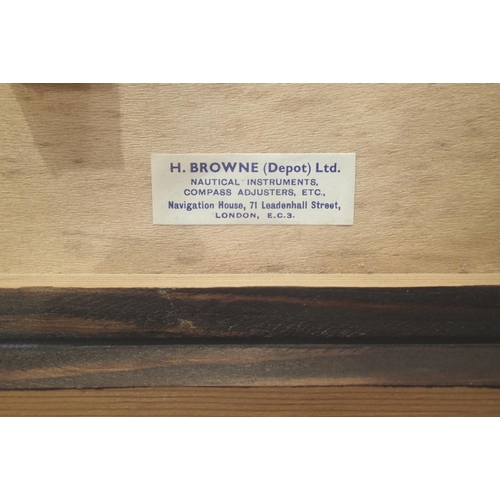 H. BROWNE (Depot) Ltd.
NAUTICAL INSTRUMENTS,
COMPASS ADJUSTERS, ETC.,
Navigation House, 71 Leadenhall Street,
LONDON, E.C.3.